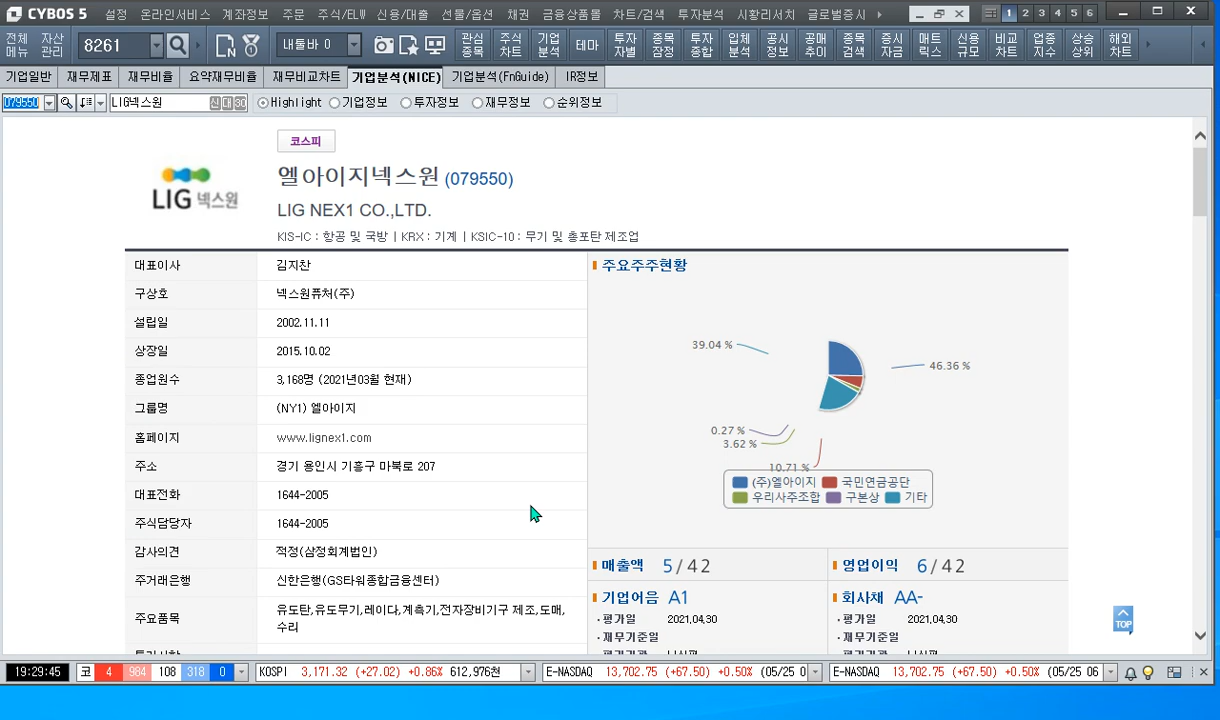 CYBOS 5 설정 온라인서비스 계좌정보 주문 주식/ELW 신용/대출 선물/옵션 채권 금융상품몰 차트/검색 투자분석 시황리서치 글로벌증시 1 2 3 4 5 6
전체메뉴 자산관리 8261 내툴바 0 관심종목 주식차트 기업분석 테마 투자자별 종목잠정 투자종합 입체분석 공시정보 공매추이 종목검색 증시자금 매트릭스 신용규모 비교차트 업종지수 상승상위 해외차트
기업일반 재무제표 재무비율 요약재무비율 재무비교차트 기업분석(NICE) 기업분석(FnGuide) IR정보
079550 LIG넥스원 신 대 30 Highlight 기업정보 투자정보 재무정보 순위정보
코스피
LIG 넥스원
엘아이지넥스원 (079550)
LIG NEX1 CO.,LTD.
KIS-IC : 항공 및 국방 | KRX : 기계 | KSIC-10 : 무기 및 총포탄 제조업
대표이사 김지찬
구상호 넥스원퓨처(주)
설립일 2002.11.11
상장일 2015.10.02
종업원수 3,168명 (2021년03월 현재)
그룹명 (NY1) 엘아이지
홈페이지 www.lignex1.com
주소 경기 용인시 기흥구 마북로 207
대표전화 1644-2005
주식담당자 1644-2005
감사의견 적정(삼정회계법인)
주거래은행 신한은행(GS타워종합금융센터)
주요품목 유도탄,유도무기,레이다,계측기,전자장비기구 제조,도매,
수리
주요주주현황
39.04 %
46.36 %
0.27 %
3.62 %
10.71 %
(주)엘아이지 국민연금공단
우리사주조합 구본상 기타
매출액 5/42 영업이익 6/42
기업어음 A1 회사채 AA-
·평가일 2021.04.30 ·평가일 2021.04.30
·재무기준일 ·재무기준일
TOP
19:29:45 코 4 984 108 318 0 KOSPI 3,171.32 (+27.02) +0.86% 612,976천 E-NASDAQ 13,702.75 (+67.50) +0.50% (05/25 0 E-NASDAQ 13,702.75 (+67.50) +0.50% (05/25 06